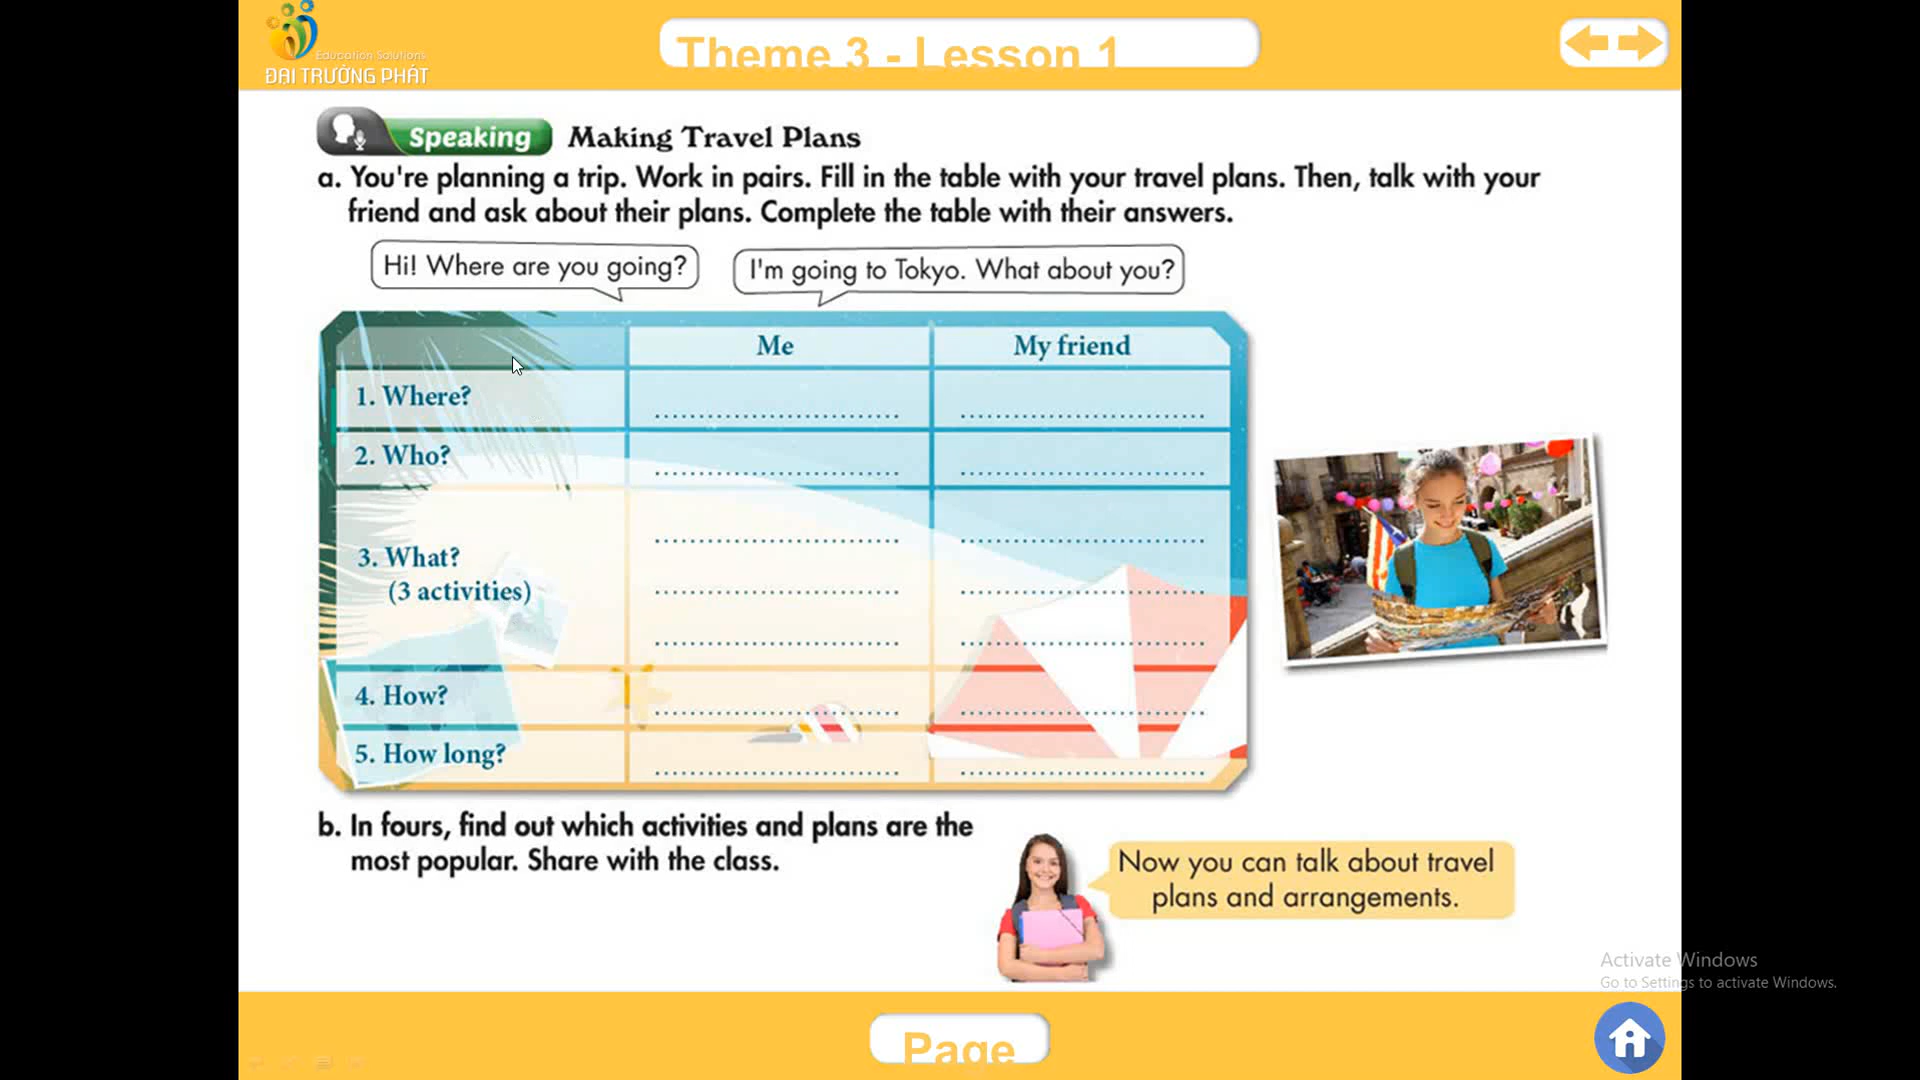 Education Solutions
ĐẠI TRƯỜNG PHÁT
Theme 3 - Lesson 1
Speaking Making Travel Plans
a. You're planning a trip. Work in pairs. Fill in the table with your travel plans. Then, talk with your
friend and ask about their plans. Complete the table with their answers.
Hi! Where are you going?
I'm going to Tokyo. What about you?
Me
My friend
1. Where?
2. Who?
3. What?
(3 activities)
4. How?
5. How long?
b. In fours, find out which activities and plans are the
most popular. Share with the class.
Now you can talk about travel
plans and arrangements.
Activate Windows
Go to Settings to activate Windows.
Page